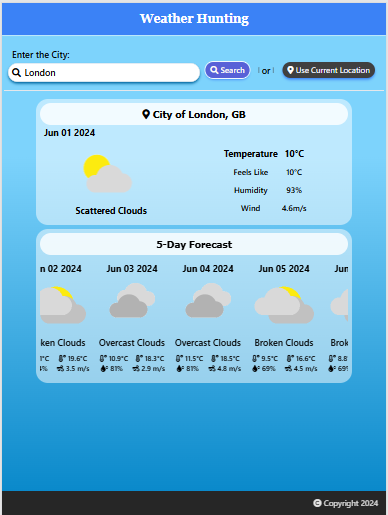 Weather Hunting
Enter the City:
London
Search
or
Use Current Location
City of London, GB
Jun 01 2024
Temperature 10°C
Feels Like 10°C
Humidity 93%
Wind 4.6m/s
Scattered Clouds
5-Day Forecast
n 02 2024 Jun 03 2024 Jun 04 2024 Jun 05 2024 Jun
ken Clouds Overcast Clouds Overcast Clouds Broken Clouds Brok
°C 19.6°C 10.9°C 18.3°C 11.5°C 18.5°C 9.5°C 16.6°C 8.8°
% 3.5 m/s 81% 2.9 m/s 81% 4.8 m/s 69% 4.5 m/s 69%
Copyright 2024